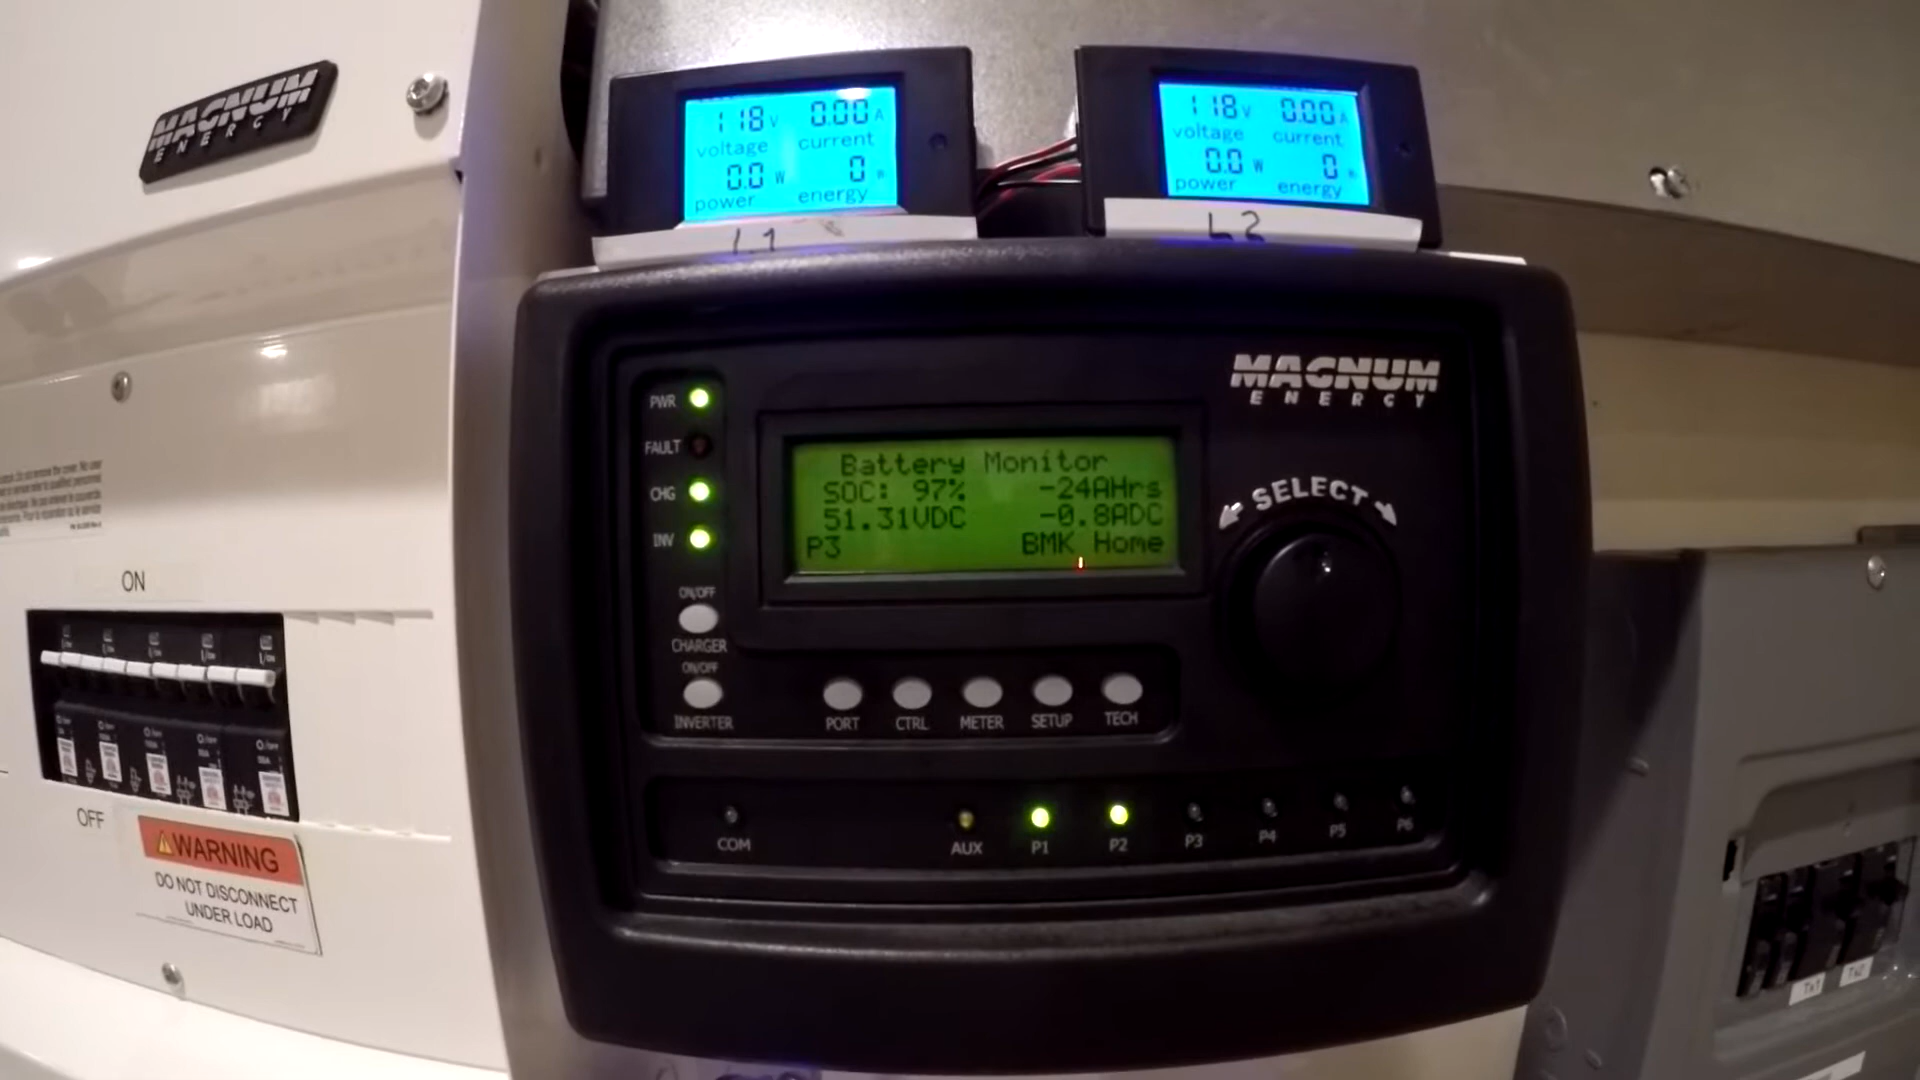 MAGNUM
ENERGY
118 V 0.00 A
voltage current
0.0 W 0
power energy
L1
118 V 0.00 A
voltage current
0.0 W 0
power energy
L2
MAGNUM
ENERGY
PWR
FAULT
CHG
INV
Battery Monitor
SOC: 97% -24AHrs
51.31VDC -0.8ADC
P3 BMK Home
SELECT
ON/OFF
CHARGER
ON/OFF
INVERTER
PORT CTRL METER SETUP TECH
COM AUX P1 P2 P3 P4 P5 P6
ON
OFF
WARNING
DO NOT DISCONNECT
UNDER LOAD